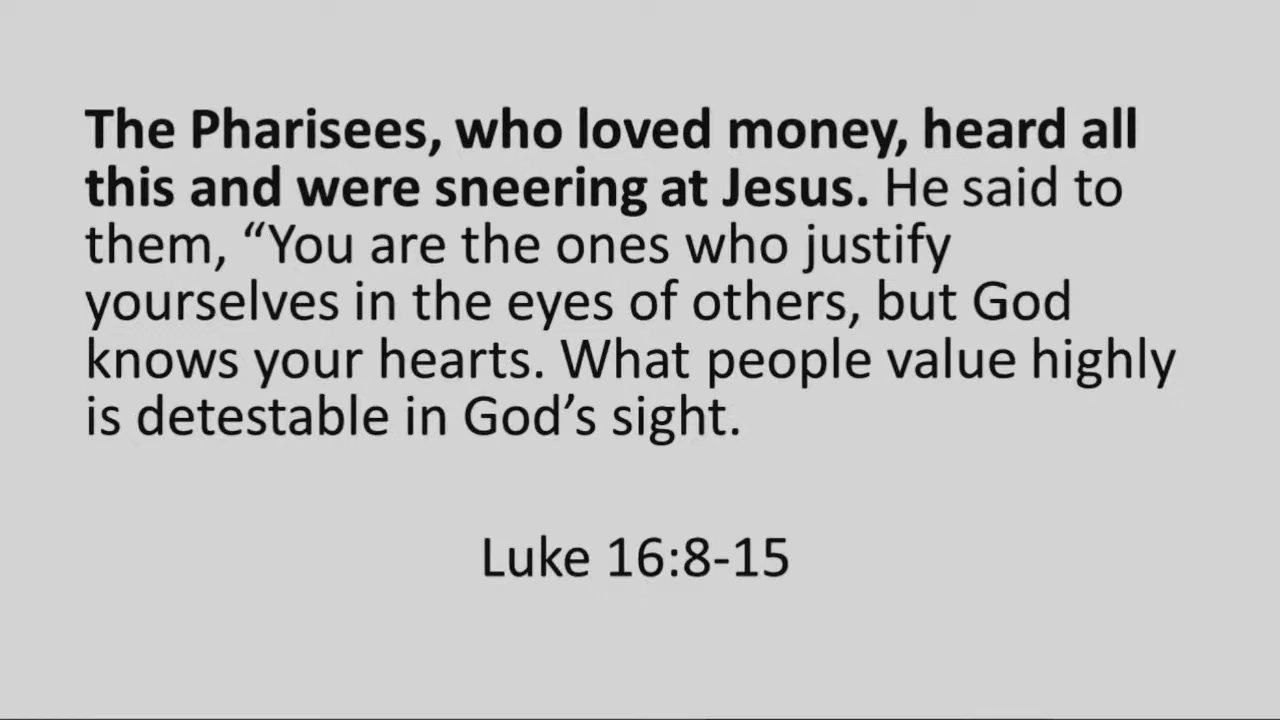 The Pharisees, who loved money, heard all
this and were sneering at Jesus. He said to
them, “You are the ones who justify
yourselves in the eyes of others, but God
knows your hearts. What people value highly
is detestable in God’s sight.
Luke 16:8-15